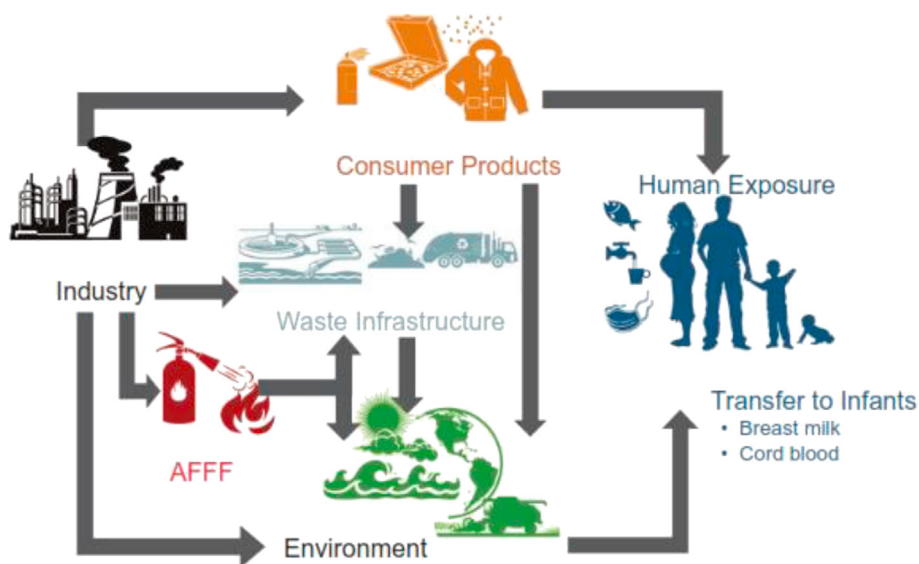 Consumer Products
Human Exposure
Industry
Waste Infrastructure
AFFF
Transfer to Infants
• Breast milk
• Cord blood
Environment